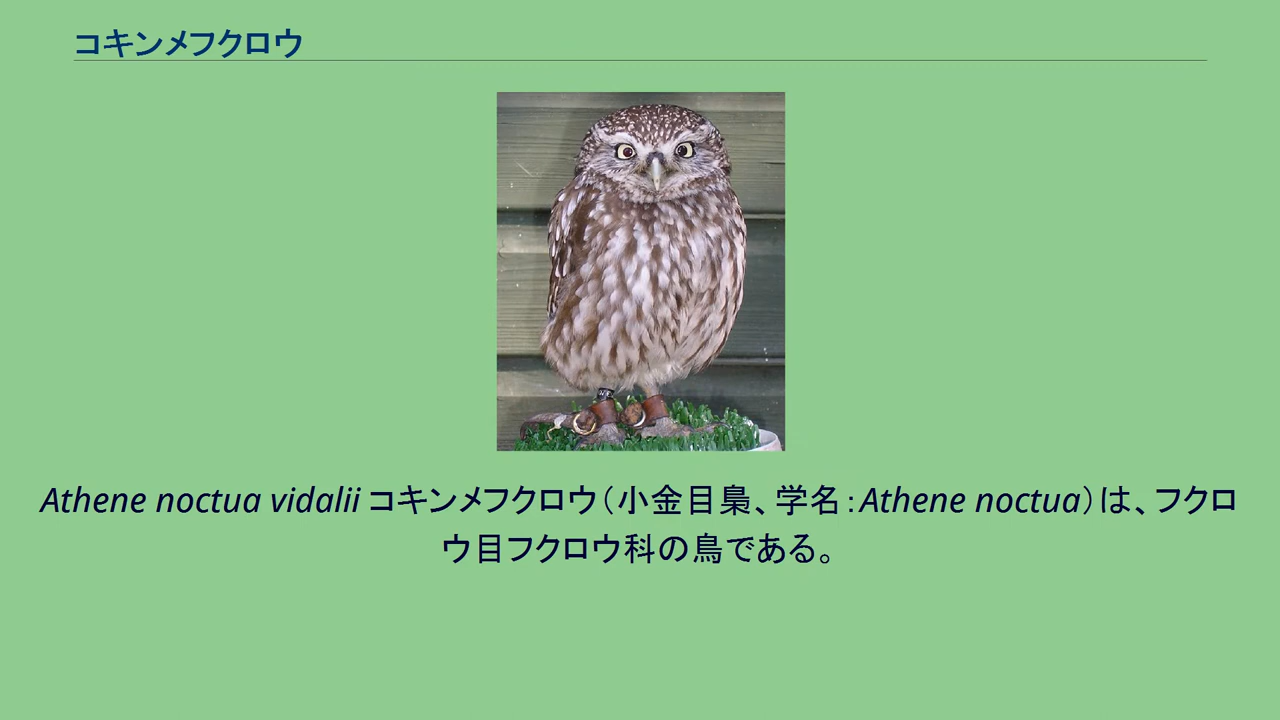 コキンメフクロウ
Athene noctua vidalii コキンメフクロウ（小金目梟、学名：Athene noctua）は、フクロ
ウ目フクロウ科の鳥である。